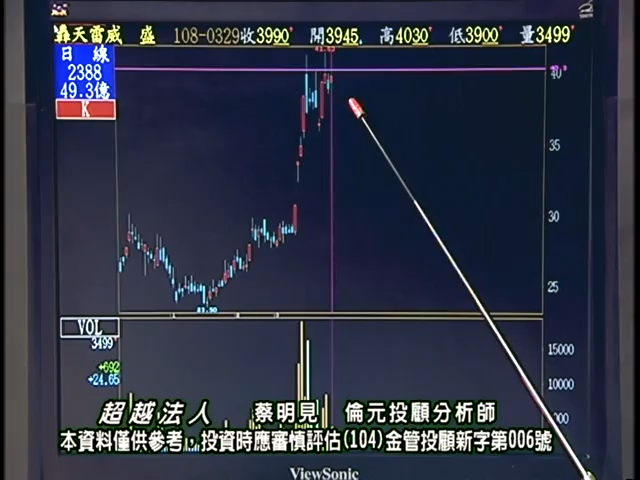 轟天雷威 盛 108-0329收3990 開3945 高4030 低3900 量3499
日 線
2388
49.3億
K
40
35
30
25
VOL
3499
+692
+24.65
15000
10000
超越法人 蔡明見 倫元投顧分析師
本資料僅供參考，投資時應審慎評估(104)金管投顧新字第006號
ViewSonic